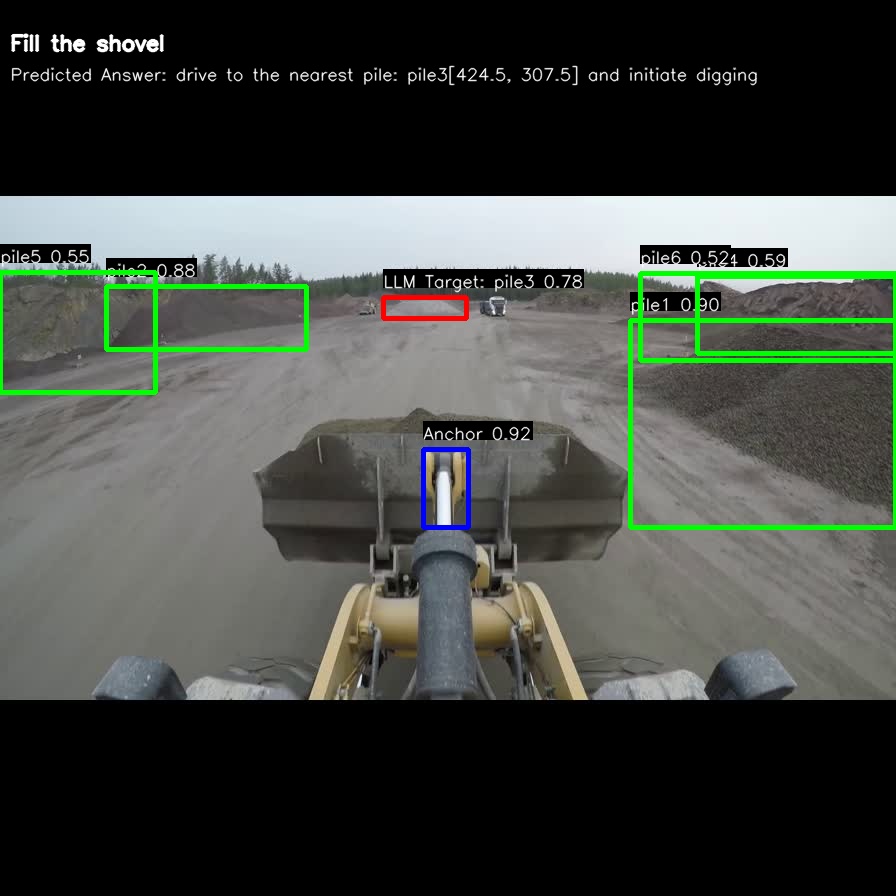 Fill the shovel
Predicted Answer: drive to the nearest pile: pile3[424.5, 307.5] and initiate digging
pile5 0.55
pile2 0.88
LLM Target: pile3 0.78
pile6 0.52
0.59
pile1 0.90
Anchor 0.92